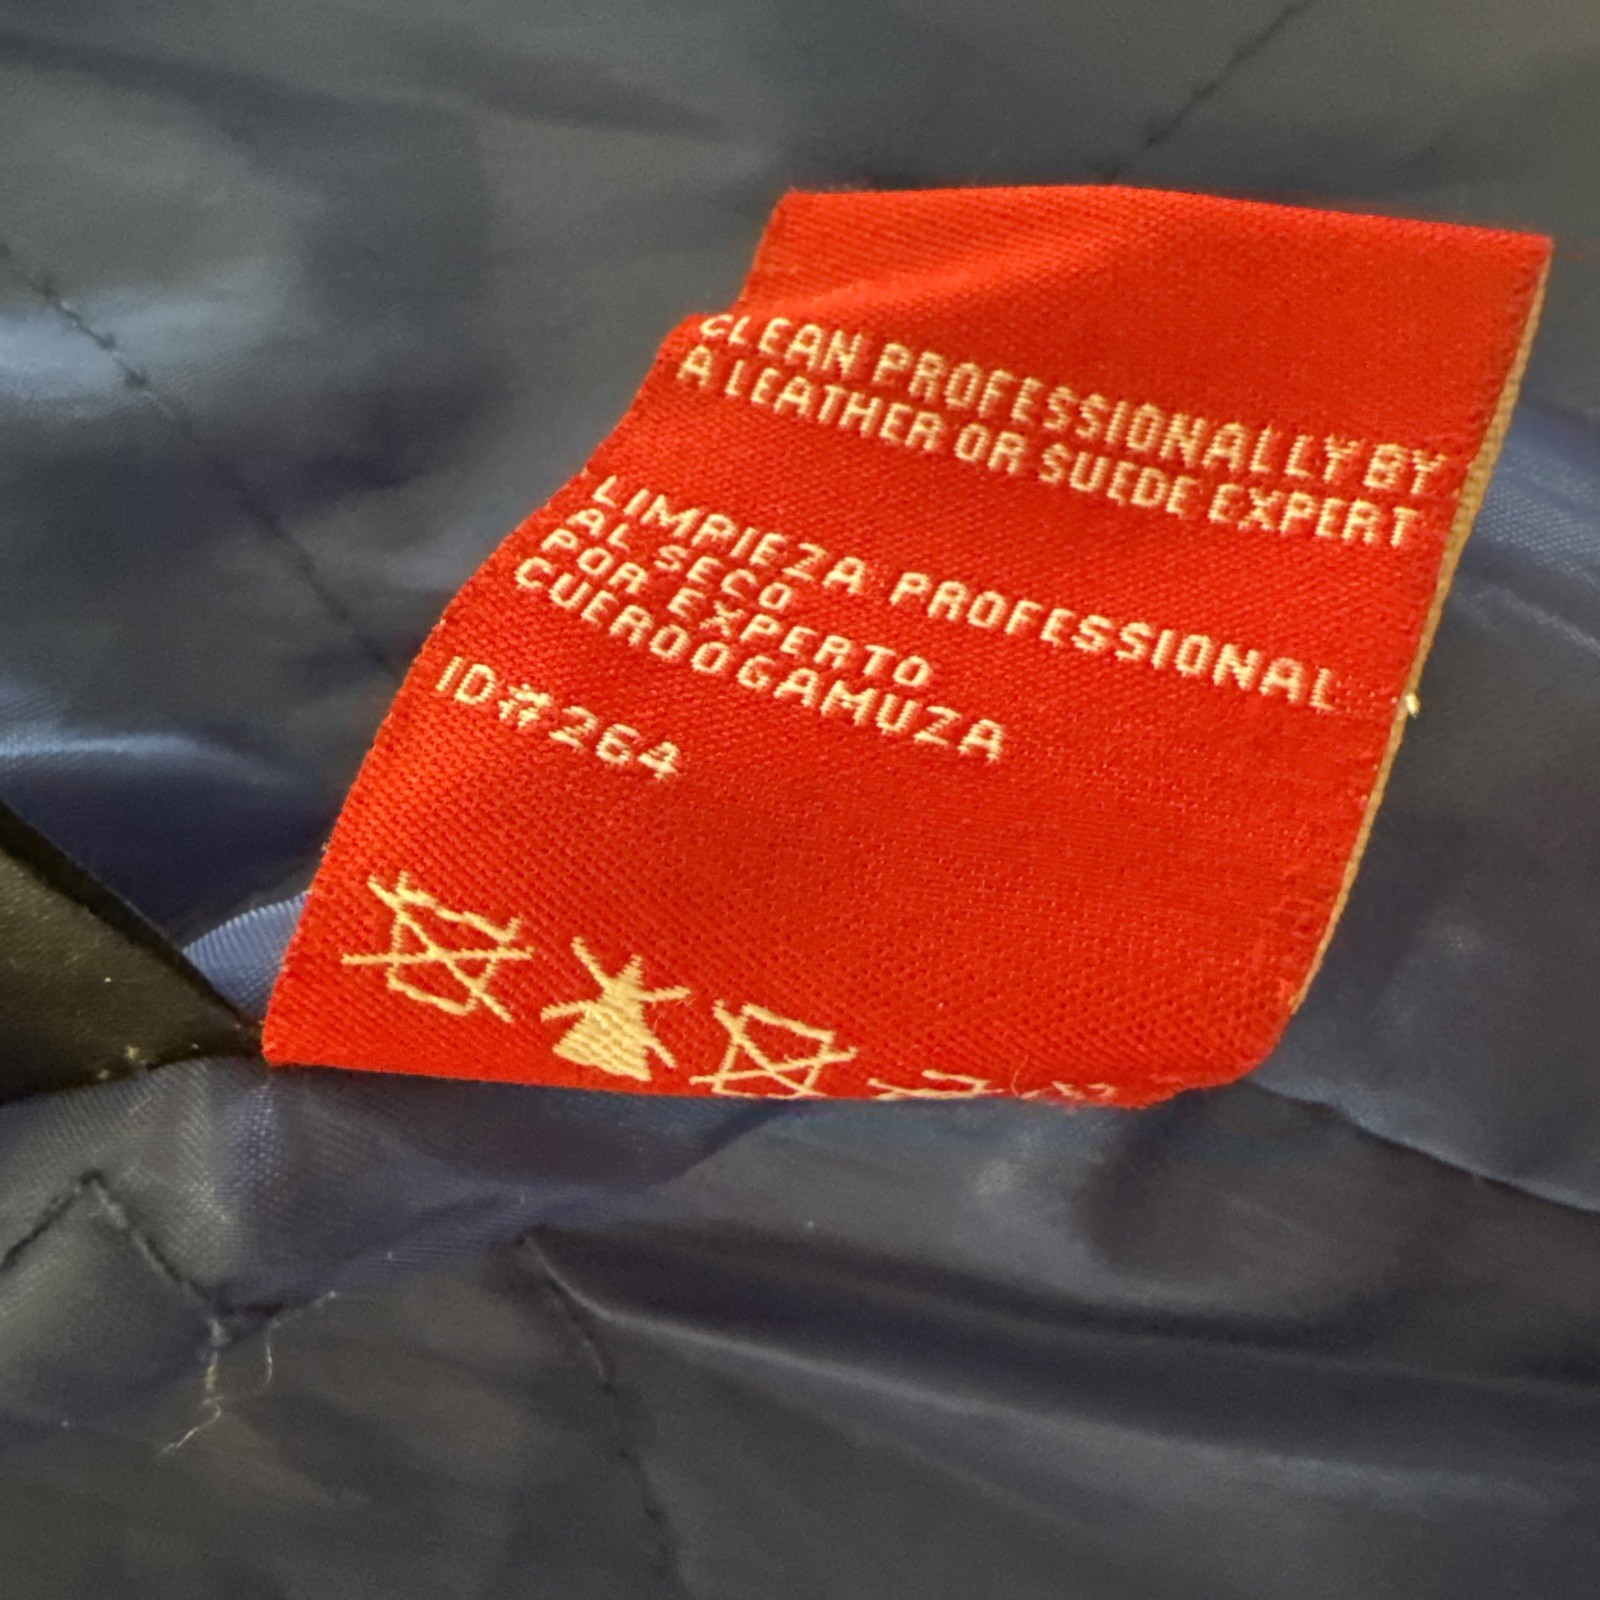 CLEAN PROFESSIONALLY BY
A LEATHER OR SUEDE EXPERT
LIMPIEZA PROFESSIONAL
AL SECO
POR EXPERTO
CUEROOGAMUZA
ID#264